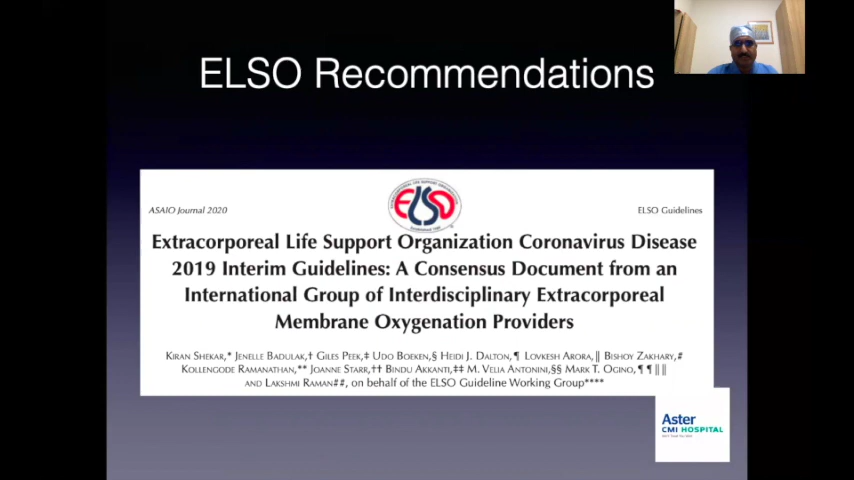 ELSO Recommendations
ASAIO Journal 2020
ELSO
ELSO Guidelines
Extracorporeal Life Support Organization Coronavirus Disease
2019 Interim Guidelines: A Consensus Document from an
International Group of Interdisciplinary Extracorporeal
Membrane Oxygenation Providers
Kiran Shekar,* Jenelle Badulak,† Giles Peek,‡ Udo Boeken,§ Heidi J. Dalton,¶ Lovkesh Arora,‖ Bishoy Zakhary,#
Kollengode Ramanathan,** Joanne Starr,†† Bindu Akkanti,‡‡ M. Velia Antonini,§§ Mark T. Ogino,¶¶‖‖
and Lakshmi Raman##, on behalf of the ELSO Guideline Working Group****
Aster
CMI HOSPITAL